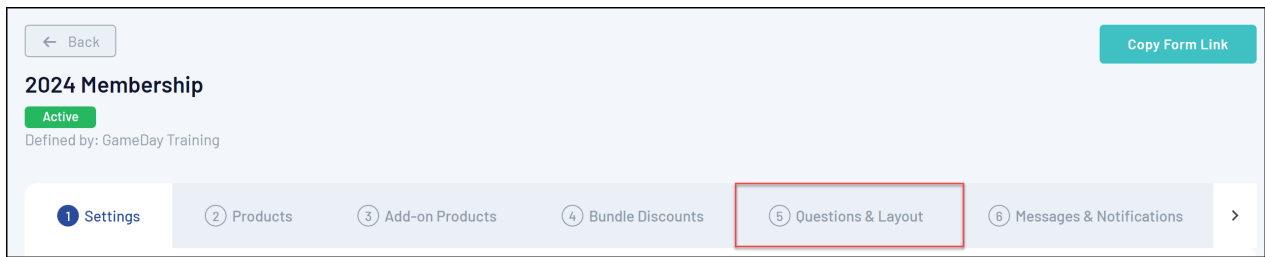 ← Back
Copy Form Link
2024 Membership
Active
Defined by: GameDay Training
1 Settings
2 Products
3 Add-on Products
4 Bundle Discounts
5 Questions & Layout
6 Messages & Notifications